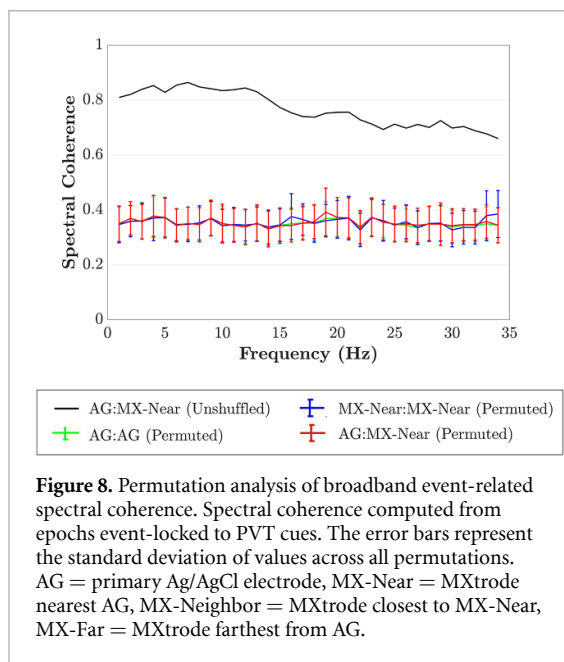 1
0.8
0.6
0.4
0.2
0
Spectral Coherence
0 5 10 15 20 25 30 35
Frequency (Hz)
AG:MX-Near (Unshuffled) MX-Near:MX-Near (Permuted)
AG:AG (Permuted) AG:MX-Near (Permuted)
Figure 8. Permutation analysis of broadband event-related
spectral coherence. Spectral coherence computed from
epochs event-locked to PVT cues. The error bars represent
the standard deviation of values across all permutations.
AG = primary Ag/AgCl electrode, MX-Near = MXtrode
nearest AG, MX-Neighbor = MXtrode closest to MX-Near,
MX-Far = MXtrode farthest from AG.